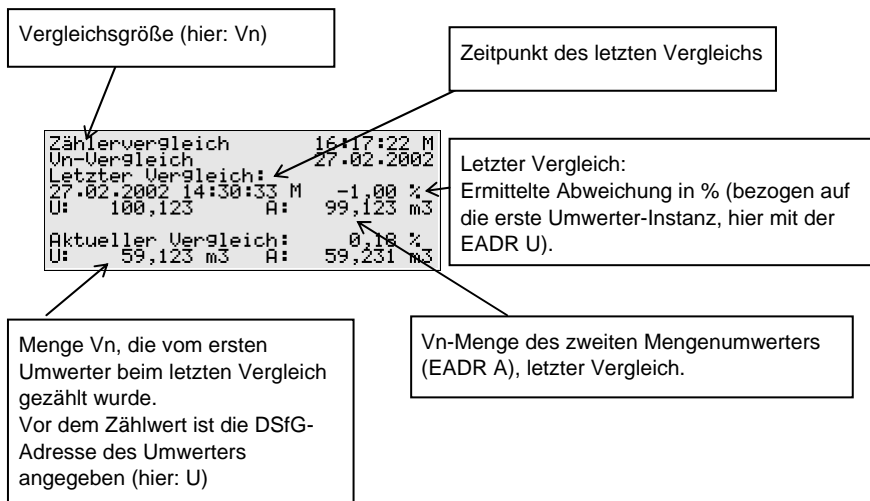 Vergleichsgröße (hier: Vn)
Zeitpunkt des letzten Vergleichs
Zählervergleich 16:17:22 M
Vn-Vergleich 27.02.2002
Letzter Vergleich:
27.02.2002 14:30:33 M -1,00 %
U: 100,123 A: 99,123 m3
Aktueller Vergleich: 0,18 %
U: 59,123 m3 A: 59,231 m3
Letzter Vergleich:
Ermittelte Abweichung in % (bezogen auf
die erste Umwerter-Instanz, hier mit der
EADR U).
Menge Vn, die vom ersten
Umwerter beim letzten Vergleich
gezählt wurde.
Vor dem Zählwert ist die DSfG-
Adresse des Umwerters
angegeben (hier: U)
Vn-Menge des zweiten Mengenumwerters
(EADR A), letzter Vergleich.